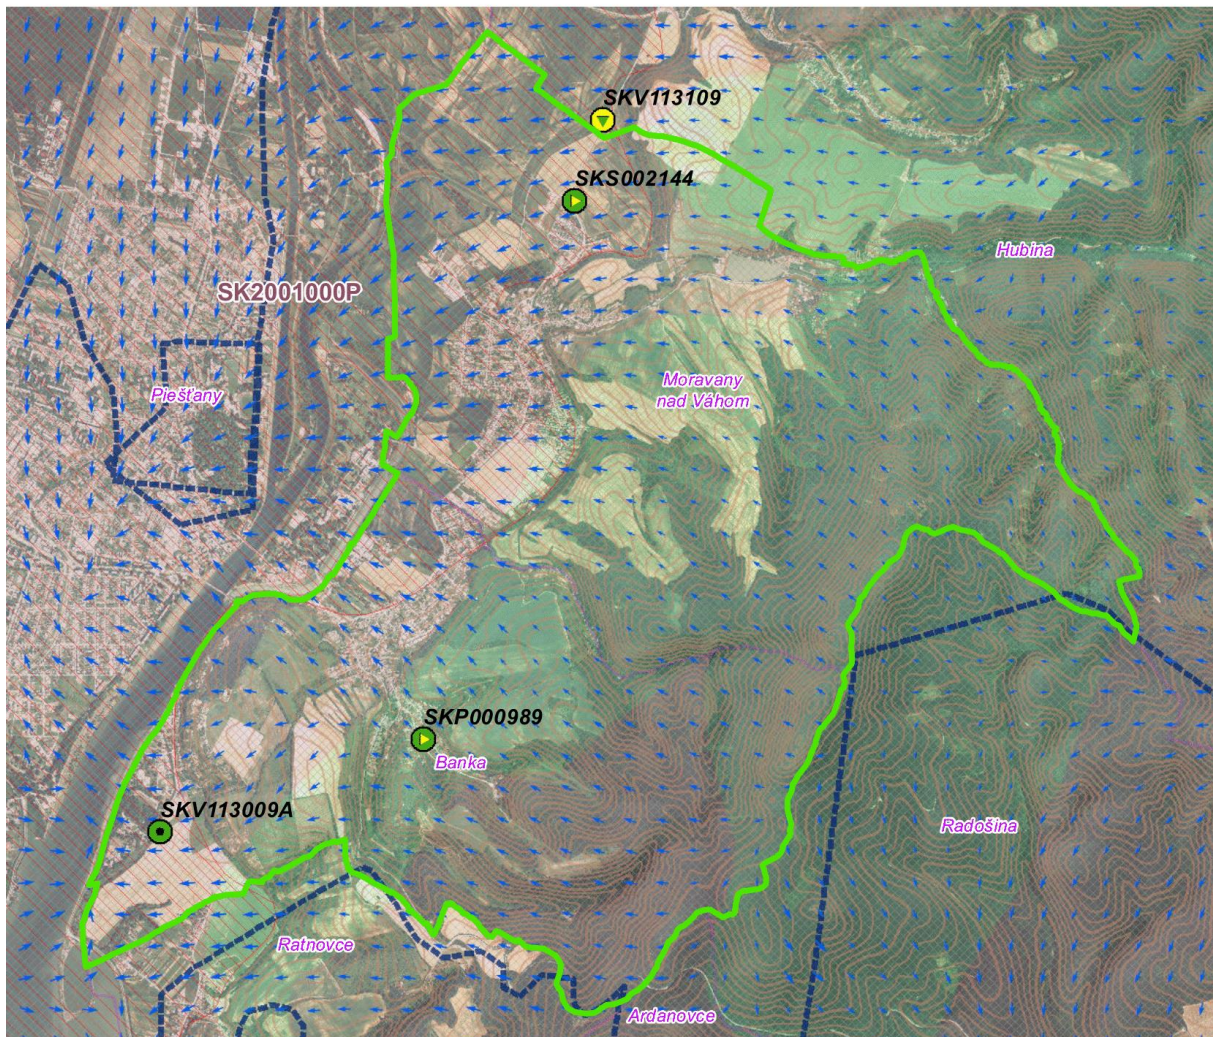 SKV113109
SKS002144
Hubina
SK2001000P
Piešťany
Moravany
nad Váhom
SKP000989
Banka
SKV113009A
Radošina
Ratnovce
Ardanovce